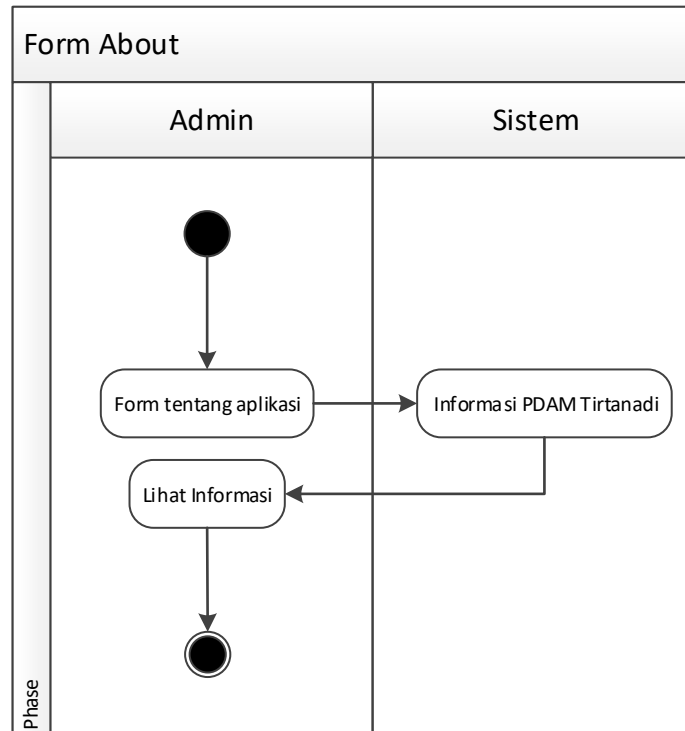 Form About
Admin
Sistem
Form tentang aplikasi
Informasi PDAM Tirtanadi
Lihat Informasi
Phase